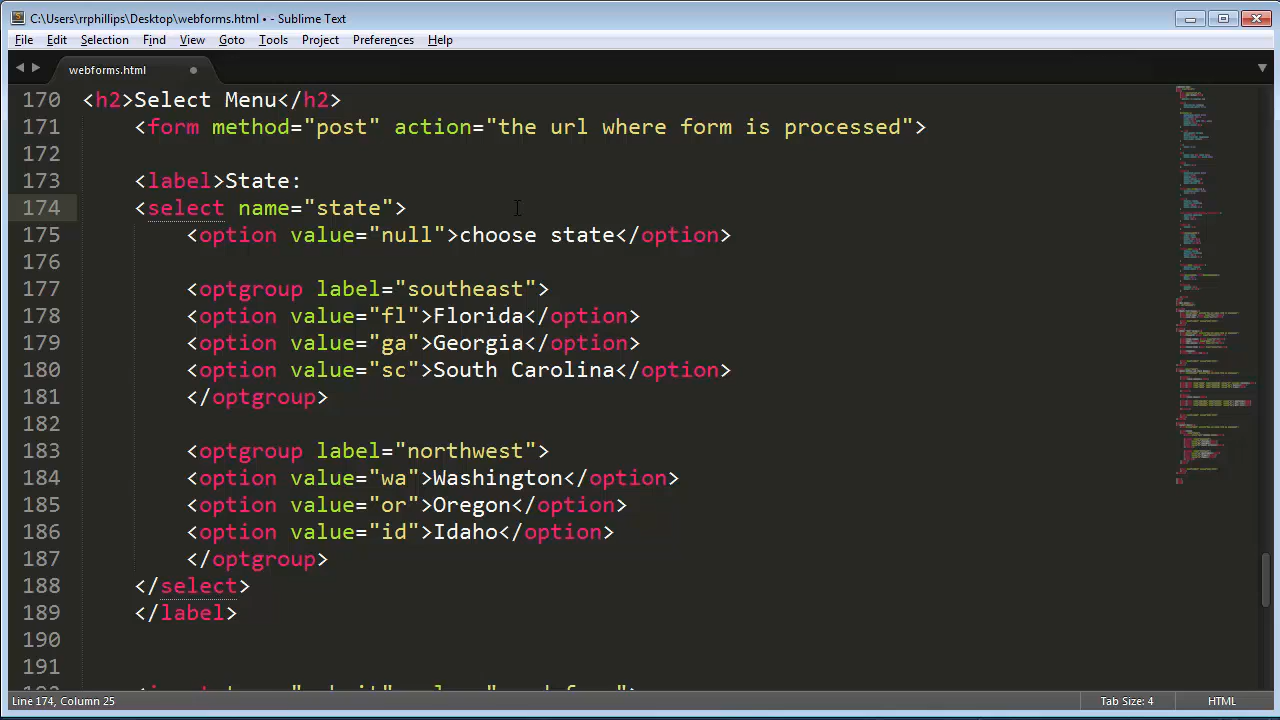 C:\Users\rrphillips\Desktop\webforms.html • - Sublime Text
File Edit Selection Find View Goto Tools Project Preferences Help
webforms.html
170 <h2>Select Menu</h2>
171 <form method="post" action="the url where form is processed">
172
173 <label>State:
174 <select name="state">
175 <option value="null">choose state</option>
176
177 <optgroup label="southeast">
178 <option value="fl">Florida</option>
179 <option value="ga">Georgia</option>
180 <option value="sc">South Carolina</option>
181 </optgroup>
182
183 <optgroup label="northwest">
184 <option value="wa">Washington</option>
185 <option value="or">Oregon</option>
186 <option value="id">Idaho</option>
187 </optgroup>
188 </select>
189 </label>
190
191
Line 174, Column 25 Tab Size: 4 HTML